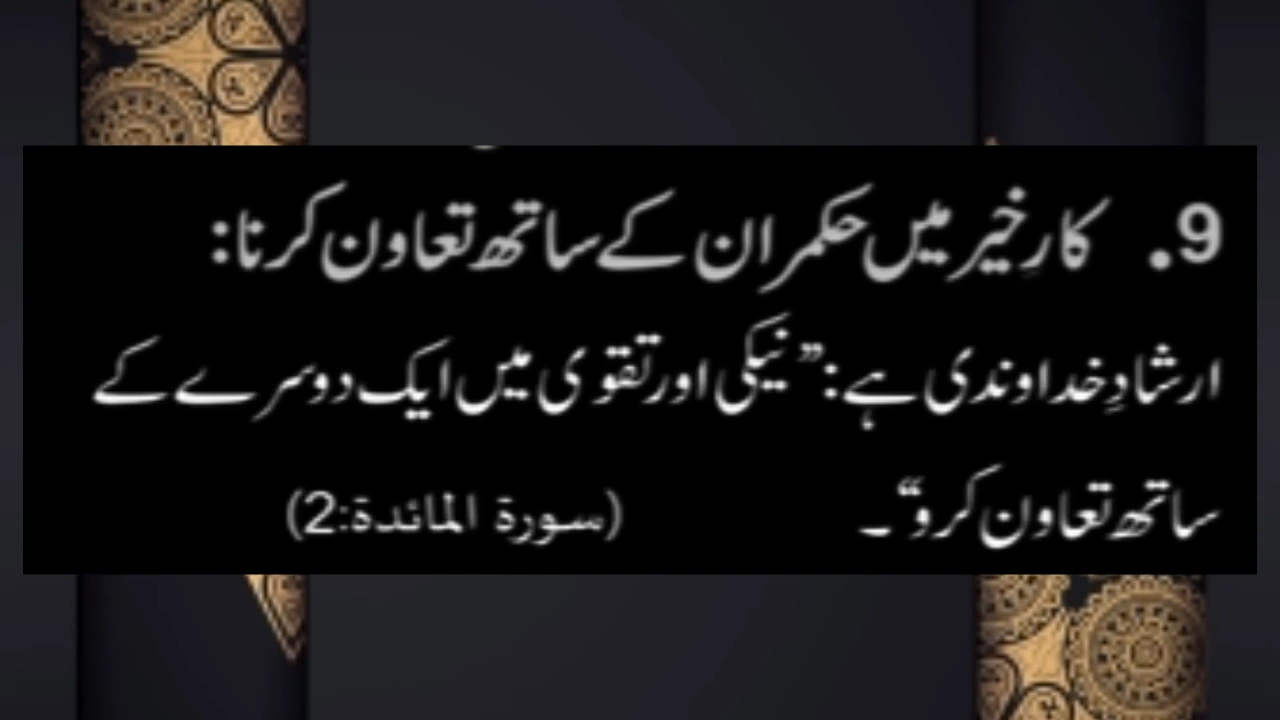 9. کارِ خیر میں حکمران کے ساتھ تعاون کرنا:
ارشادِ خداوندی ہے: ”نیکی اور تقویٰ میں ایک دوسرے کے
ساتھ تعاون کرو“۔ (سورة المائدة:2)